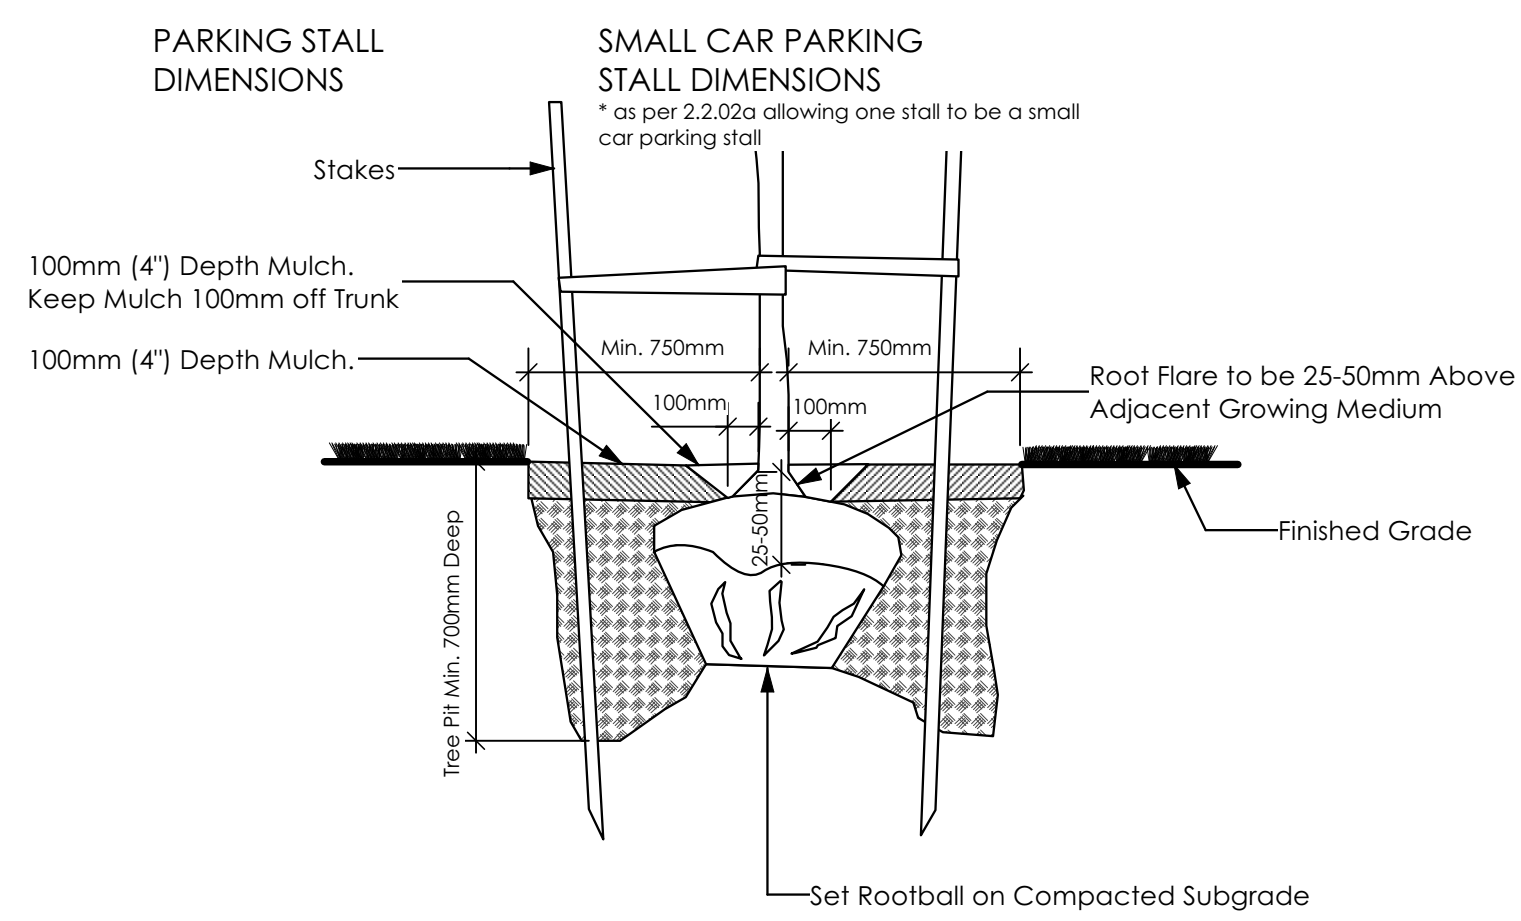 PARKING STALL
DIMENSIONS
SMALL CAR PARKING
STALL DIMENSIONS
* as per 2.2.02a allowing one stall to be a small
car parking stall
Stakes
100mm (4") Depth Mulch.
Keep Mulch 100mm off Trunk
100mm (4") Depth Mulch.
Min. 750mm
Min. 750mm
100mm
100mm
Root Flare to be 25-50mm Above
Adjacent Growing Medium
25-50mm
Tree Pit Min. 700mm Deep
Finished Grade
Set Rootball on Compacted Subgrade